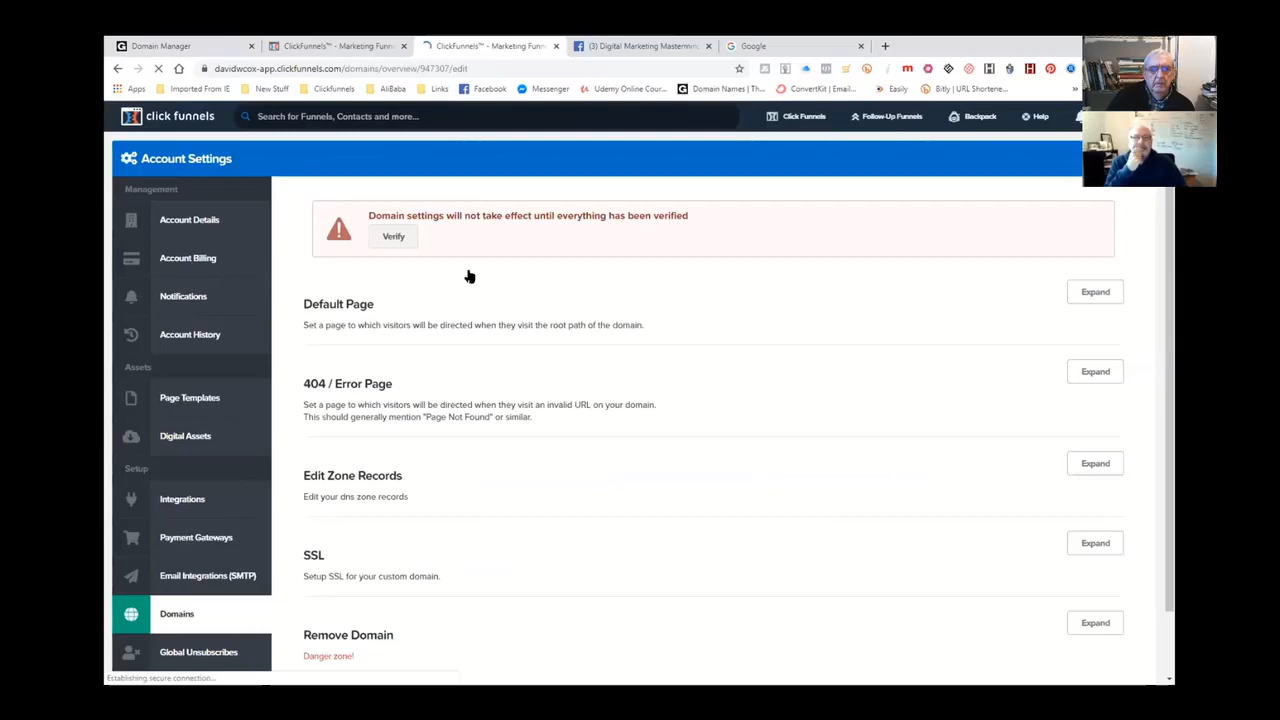 Domain Manager
ClickFunnels™ - Marketing Funn
ClickFunnels™ - Marketing Funn
(3) Digital Marketing Mastermin
Google
davidwcox-app.clickfunnels.com/domains/overview/947307/edit
Apps
Imported From IE
New Stuff
Clickfunnels
AliBaba
Links
Facebook
Messenger
Udemy Online Cour...
Domain Names | Th...
ConvertKit | Email...
Easily
Bitly | URL Shortene...
click funnels
Search for Funnels, Contacts and more...
Click Funnels
Follow-Up Funnels
Backpack
Help
Account Settings
Management
Account Details
Account Billing
Notifications
Account History
Assets
Page Templates
Digital Assets
Setup
Integrations
Payment Gateways
Email Integrations (SMTP)
Domains
Global Unsubscribes
Domain settings will not take effect until everything has been verified
Verify
Default Page
Expand
Set a page to which visitors will be directed when they visit the root path of the domain.
404 / Error Page
Expand
Set a page to which visitors will be directed when they visit an invalid URL on your domain.
This should generally mention "Page Not Found" or similar.
Edit Zone Records
Expand
Edit your dns zone records
SSL
Expand
Setup SSL for your custom domain.
Remove Domain
Expand
Danger zone!
Establishing secure connection...